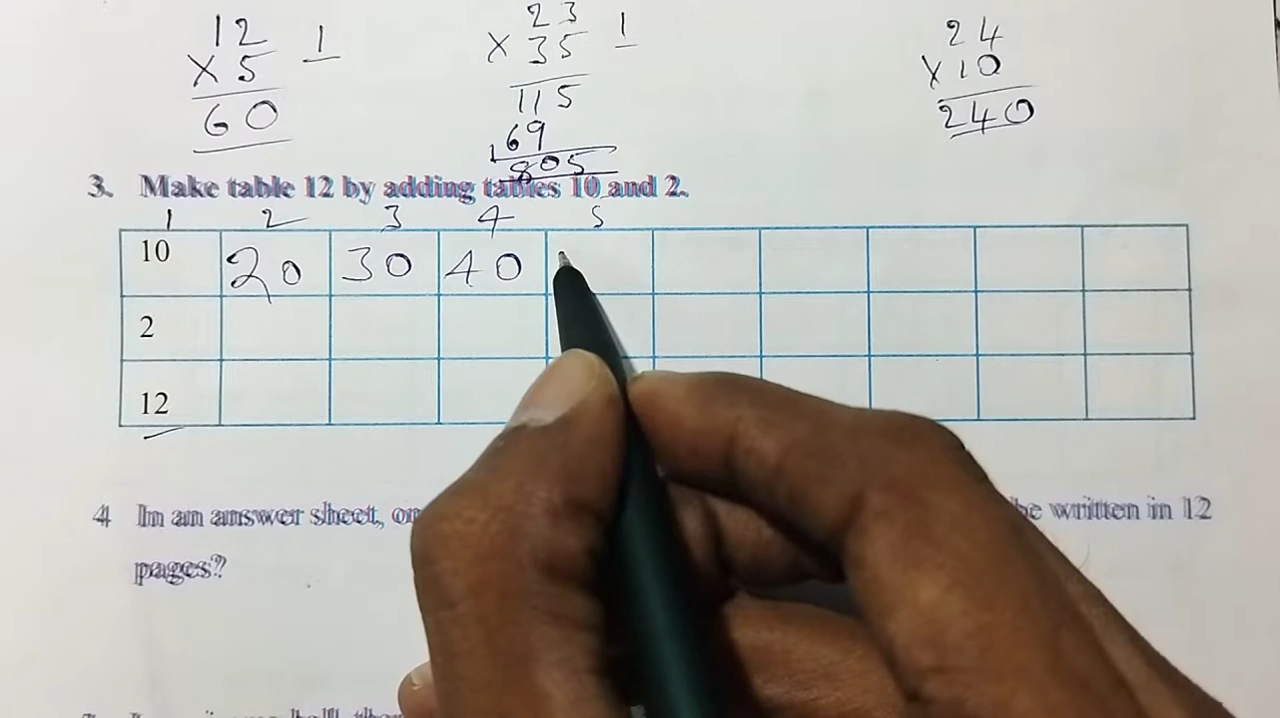 12
× 5 1
60
23
× 35 1
115
69
805
24
× 10
240
3. Make table 12 by adding tables 10 and 2.
1 2 3 4 5
10 20 30 40
2
12
4 In an answer sheet, be written in 12
pages?